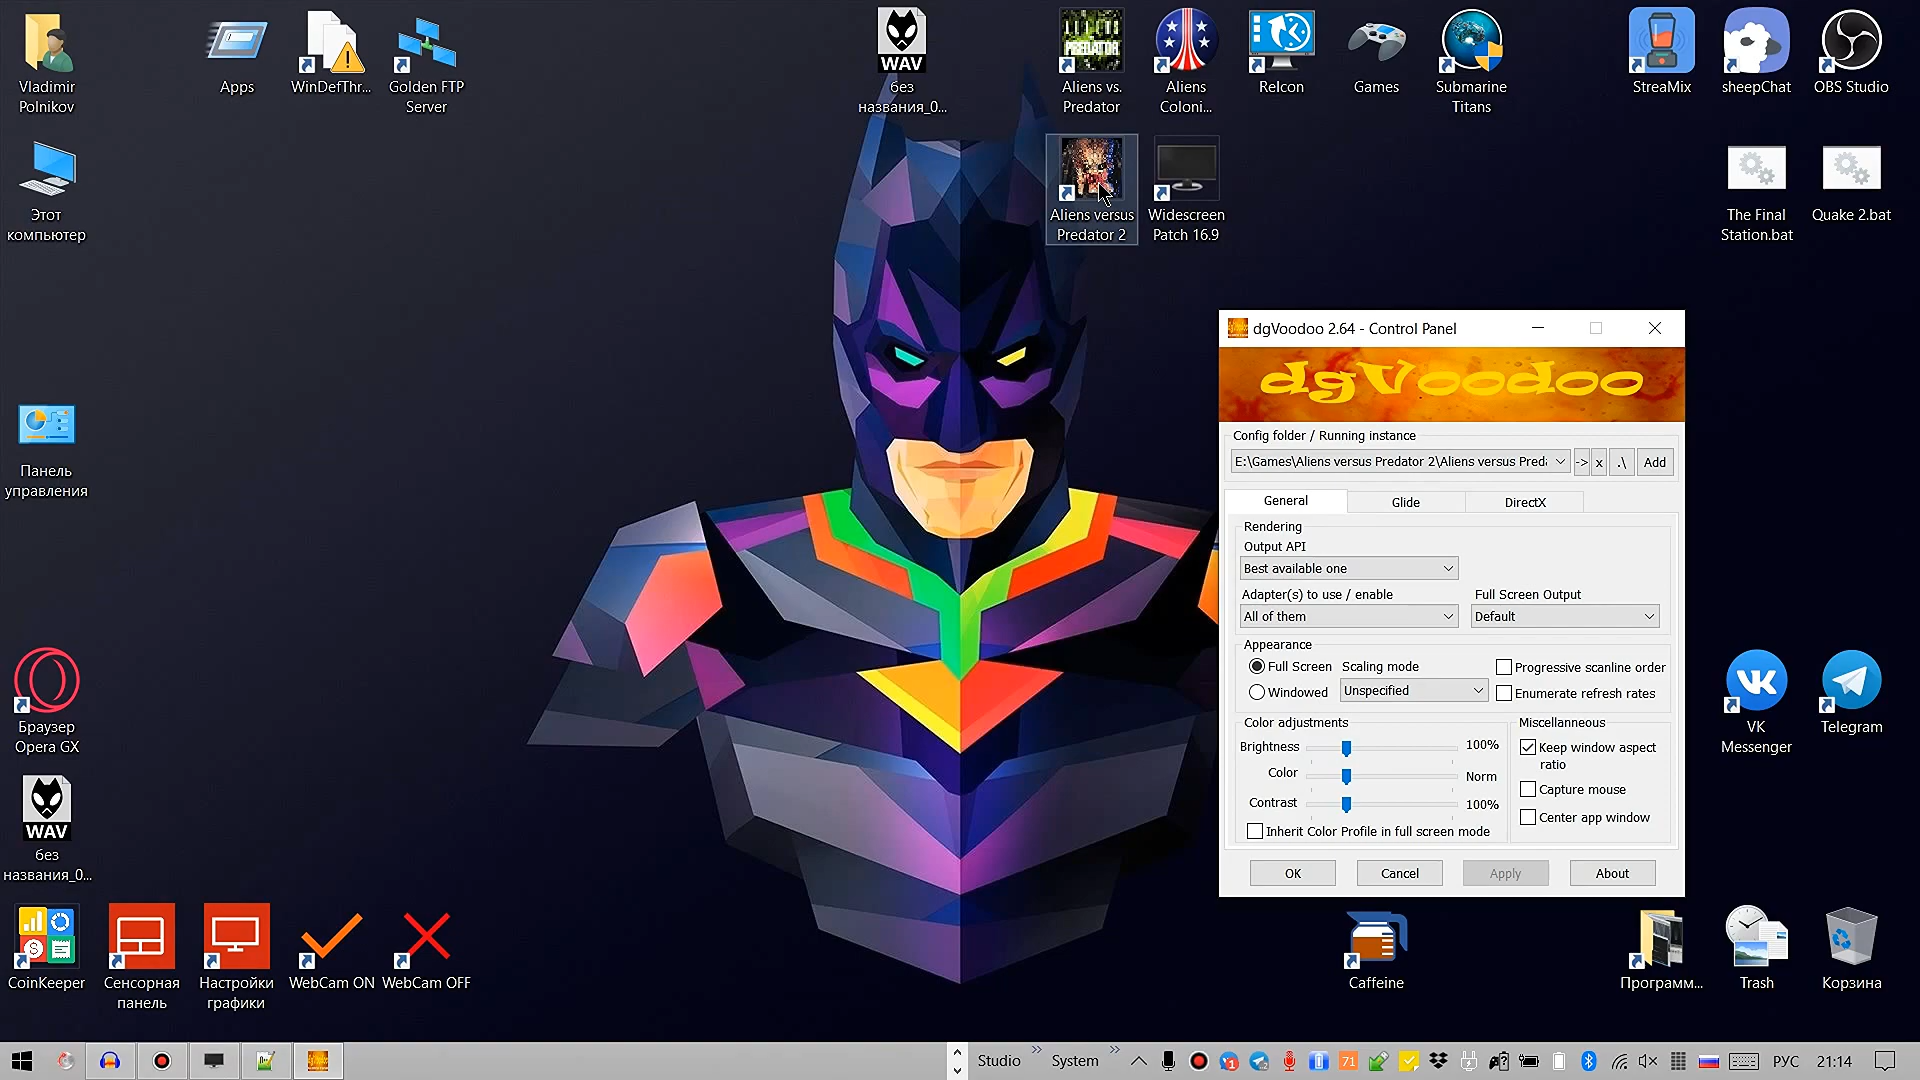 Vladimir
Polnikov
Apps
WinDefThr...
Golden FTP
Server
WAV
без
названия_0...
ALIENS
PREDATOR
Aliens vs.
Predator
Aliens
Coloni...
ReIcon
Games
Submarine
Titans
StreaMix
sheepChat
OBS Studio
Этот
компьютер
Aliens versus
Predator 2
Widescreen
Patch 16.9
The Final
Station.bat
Quake 2.bat
dgVoodoo 2.64 - Control Panel
dgVoodoo
Config folder / Running instance
E:\Games\Aliens versus Predator 2\Aliens versus Pred
->
x
.\
Add
General
Glide
DirectX
Rendering
Output API
Best available one
Adapter(s) to use / enable
Full Screen Output
All of them
Default
Appearance
Full Screen
Scaling mode
Progressive scanline order
Windowed
Unspecified
Enumerate refresh rates
Color adjustments
Miscellaneous
Brightness
100%
Keep window aspect
ratio
Color
Norm
Capture mouse
Contrast
100%
Center app window
Inherit Color Profile in full screen mode
OK
Cancel
Apply
About
Панель
управления
Браузер
Opera GX
VK
Messenger
Telegram
WAV
без
названия_0...
CoinKeeper
Сенсорная
панель
Настройки
графики
WebCam ON
WebCam OFF
Caffeine
Программ...
Trash
Корзина
Studio
System
1
71
РУС
21:14